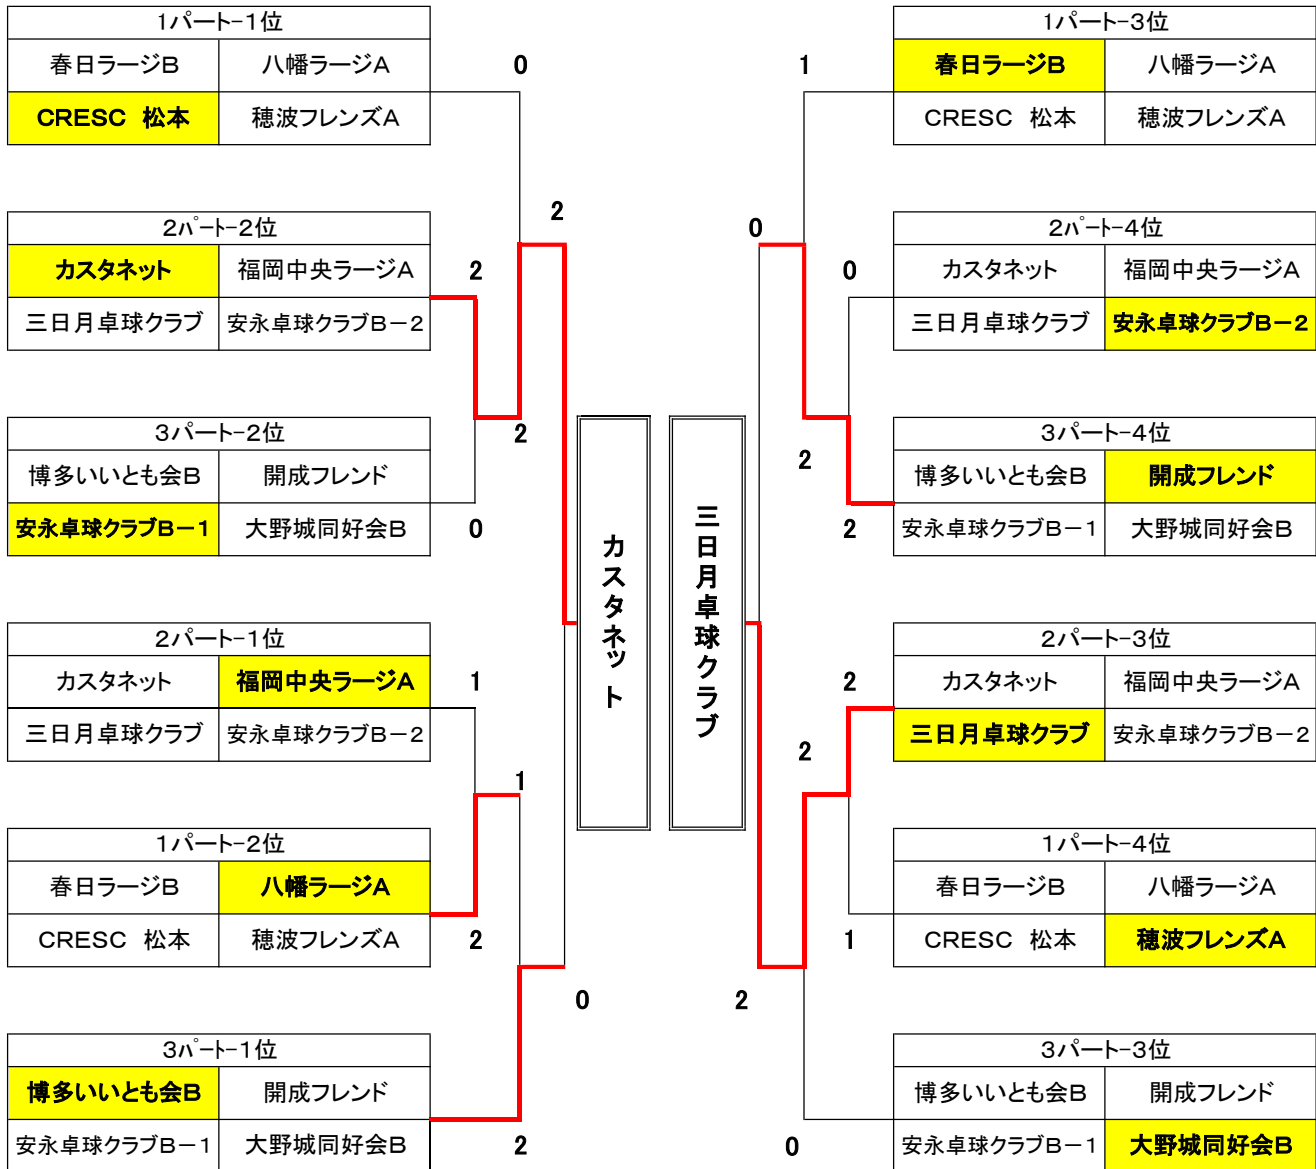 1パート-1位
春日ラージB 八幡ラージA
CRESC 松本 穂波フレンズA
0
2パート-2位
カスタネット 福岡中央ラージA
三日月卓球クラブ 安永卓球クラブB-2
2
2
3パート-2位
博多いいとも会B 開成フレンド
安永卓球クラブB-1 大野城同好会B
2
0
2パート-1位
カスタネット 福岡中央ラージA
三日月卓球クラブ 安永卓球クラブB-2
1
1
1パート-2位
春日ラージB 八幡ラージA
CRESC 松本 穂波フレンズA
2
0
3パート-1位
博多いいとも会B 開成フレンド
安永卓球クラブB-1 大野城同好会B
2
カスタネット
三日月卓球クラブ
1パート-3位
春日ラージB 八幡ラージA
CRESC 松本 穂波フレンズA
1
0
2パート-4位
カスタネット 福岡中央ラージA
三日月卓球クラブ 安永卓球クラブB-2
0
3パート-4位
博多いいとも会B 開成フレンド
安永卓球クラブB-1 大野城同好会B
2
2
2パート-3位
カスタネット 福岡中央ラージA
三日月卓球クラブ 安永卓球クラブB-2
2
2
1パート-4位
春日ラージB 八幡ラージA
CRESC 松本 穂波フレンズA
1
2
3パート-3位
博多いいとも会B 開成フレンド
安永卓球クラブB-1 大野城同好会B
0